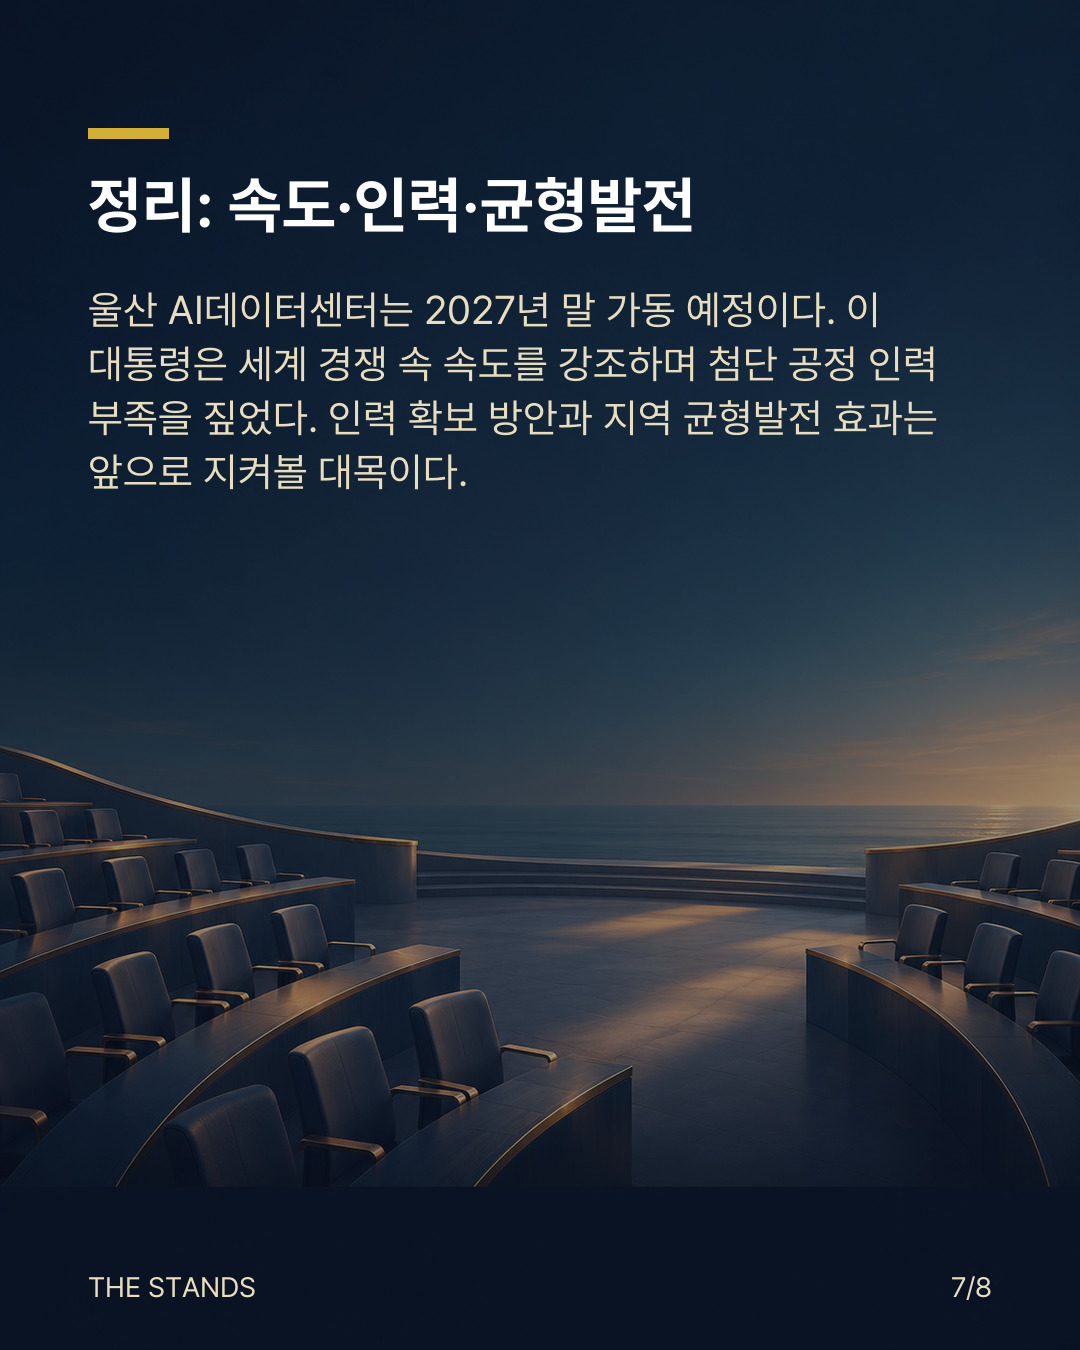 정리: 속도·인력·균형발전
울산 AI데이터센터는 2027년 말 가동 예정이다. 이
대통령은 세계 경쟁 속 속도를 강조하며 첨단 공정 인력
부족을 짚었다. 인력 확보 방안과 지역 균형발전 효과는
앞으로 지켜볼 대목이다.
THE STANDS
7/8